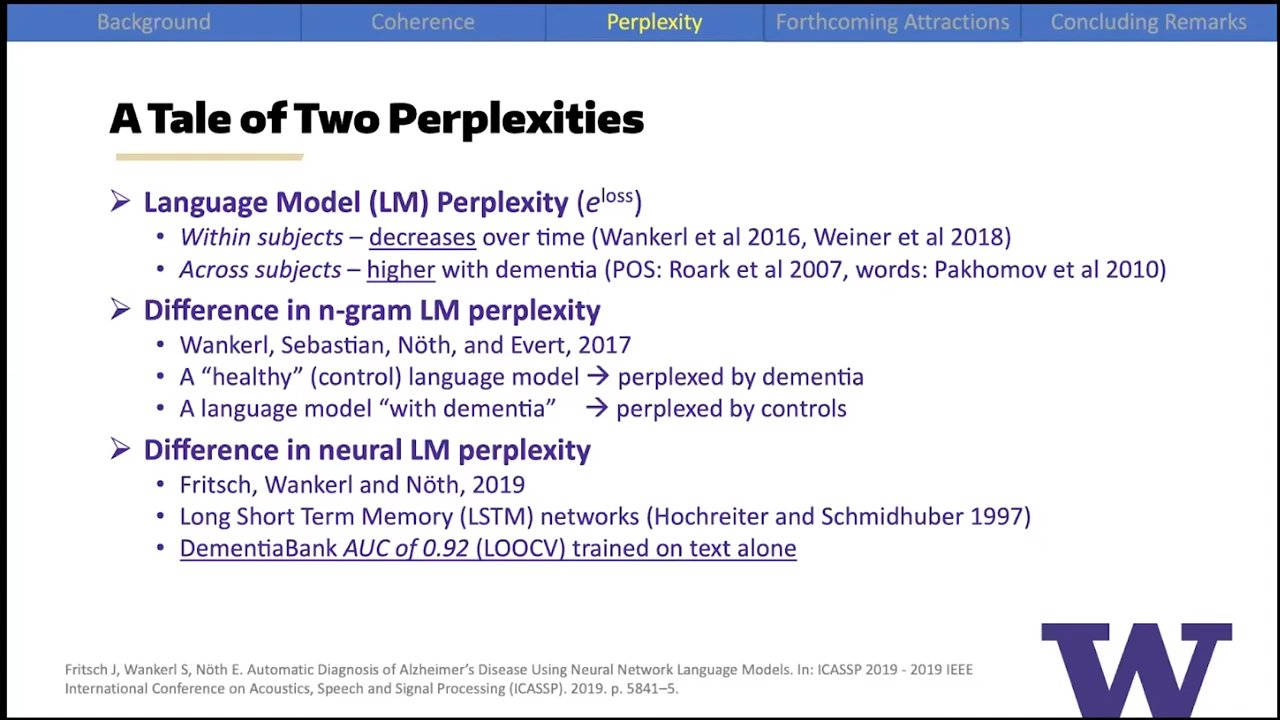 Background Coherence Perplexity Forthcoming Attractions Concluding Remarks
A Tale of Two Perplexities
➢ Language Model (LM) Perplexity (e^loss)
• Within subjects – decreases over time (Wankerl et al 2016, Weiner et al 2018)
• Across subjects – higher with dementia (POS: Roark et al 2007, words: Pakhomov et al 2010)
➢ Difference in n-gram LM perplexity
• Wankerl, Sebastian, Nöth, and Evert, 2017
• A “healthy” (control) language model → perplexed by dementia
• A language model “with dementia” → perplexed by controls
➢ Difference in neural LM perplexity
• Fritsch, Wankerl and Nöth, 2019
• Long Short Term Memory (LSTM) networks (Hochreiter and Schmidhuber 1997)
• DementiaBank AUC of 0.92 (LOOCV) trained on text alone
Fritsch J, Wankerl S, Nöth E. Automatic Diagnosis of Alzheimer’s Disease Using Neural Network Language Models. In: ICASSP 2019 - 2019 IEEE
International Conference on Acoustics, Speech and Signal Processing (ICASSP). 2019. p. 5841–5.
W